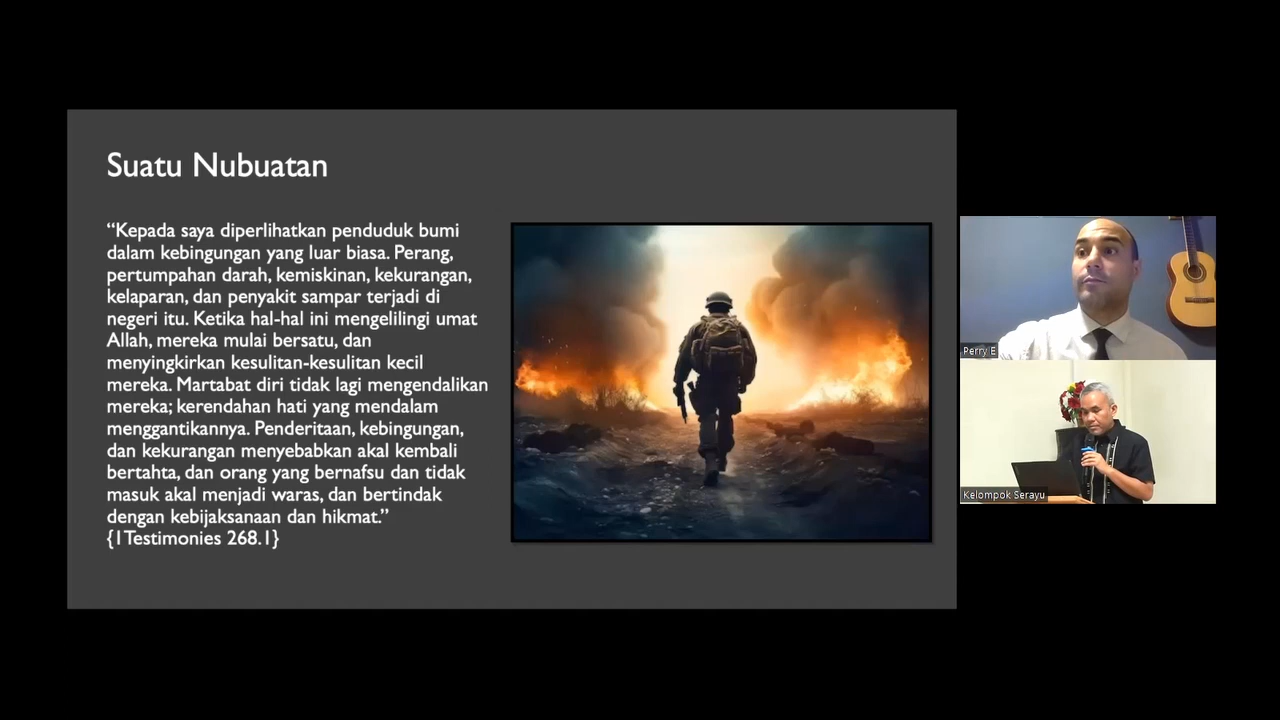 Suatu Nubuatan
“Kepada saya diperlihatkan penduduk bumi
dalam kebingungan yang luar biasa. Perang,
pertumpahan darah, kemiskinan, kekurangan,
kelaparan, dan penyakit sampar terjadi di
negeri itu. Ketika hal-hal ini mengelilingi umat
Allah, mereka mulai bersatu, dan
menyingkirkan kesulitan-kesulitan kecil
mereka. Martabat diri tidak lagi mengendalikan
mereka; kerendahan hati yang mendalam
menggantikannya. Penderitaan, kebingungan,
dan kekurangan menyebabkan akal kembali
bertahta, dan orang yang bernafsu dan tidak
masuk akal menjadi waras, dan bertindak
dengan kebijaksanaan dan hikmat.”
{1Testimonies 268.1}
Perry E
Kelompok Serayu